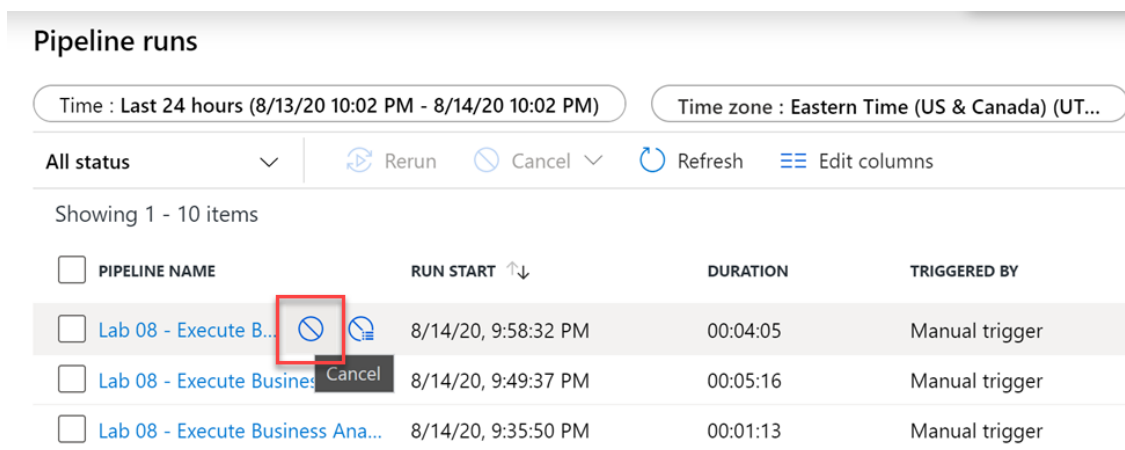 Pipeline runs
Time : Last 24 hours (8/13/20 10:02 PM - 8/14/20 10:02 PM) Time zone : Eastern Time (US & Canada) (UT...
All status Rerun Cancel Refresh Edit columns
Showing 1 - 10 items
PIPELINE NAME RUN START DURATION TRIGGERED BY
Lab 08 - Execute B... 8/14/20, 9:58:32 PM 00:04:05 Manual trigger
Cancel
Lab 08 - Execute Busines 8/14/20, 9:49:37 PM 00:05:16 Manual trigger
Lab 08 - Execute Business Ana... 8/14/20, 9:35:50 PM 00:01:13 Manual trigger